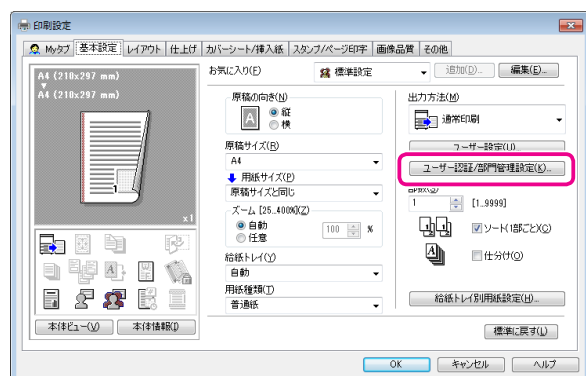 印刷設定
Myタブ 基本設定 レイアウト 仕上げ カバーシート/挿入紙 スタンプ/ページ印字 画像品質 その他
A4 (210x297 mm)
A4 (210x297 mm)
1
x1
お気に入り(F)
標準設定
追加(D)...
編集(E)...
原稿の向き(N)
A
縦
横
原稿サイズ(R)
A4
用紙サイズ(P)
原稿サイズと同じ
ズーム [25..400%](Z)
自動
任意
100 %
給紙トレイ(Y)
自動
用紙種類(T)
普通紙
出力方法(M)
通常印刷
ユーザー設定(U)...
ユーザー認証/部門管理設定(K)...
部数(S)
1 [1..9999]
ソート(1部ごと)(O)
仕分け(O)
給紙トレイ別用紙設定(H)...
本体ビュー(V)
本体情報(I)
標準に戻す(L)
OK
キャンセル
ヘルプ